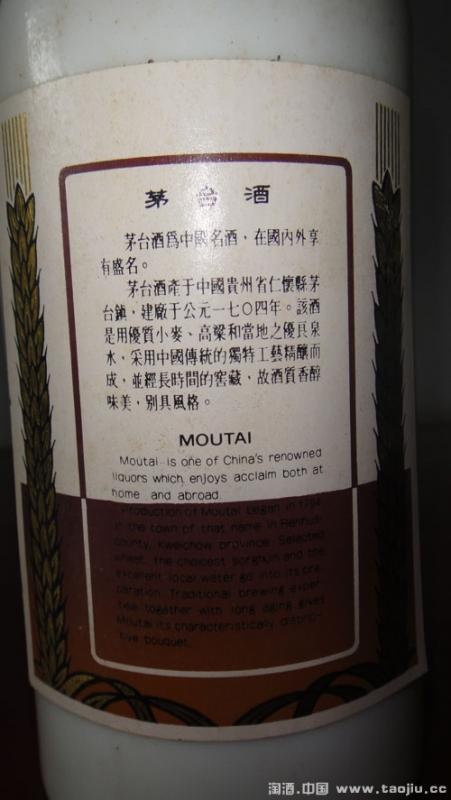 茅台酒
茅台酒爲中國名酒，在國內外享
有盛名。
茅台酒產于中國貴州省仁懷縣茅
台鎮，建廠于公元一七〇四年。該酒
是用優質小麥、高粱和當地之優良泉
水，采用中國傳統的獨特工藝精釀而
成，並經長時間的窖藏，故酒質香醇
味美，別具風格。
MOUTAI
Moutai is one of China's renowned
liquors which enjoys acclaim both at
home and abroad.
Production of Moutai began in 1704
in the town of that name in Renhuai
county, Kweichow province. Selected
wheat, the choicest sorghum and the
excellent local water go into its pre-
paration. Traditional brewing exper-
tise together with long aging gives
Moutai its characteristically distinc-
tive bouquet.
淘酒.中国 www.taojiu.cc